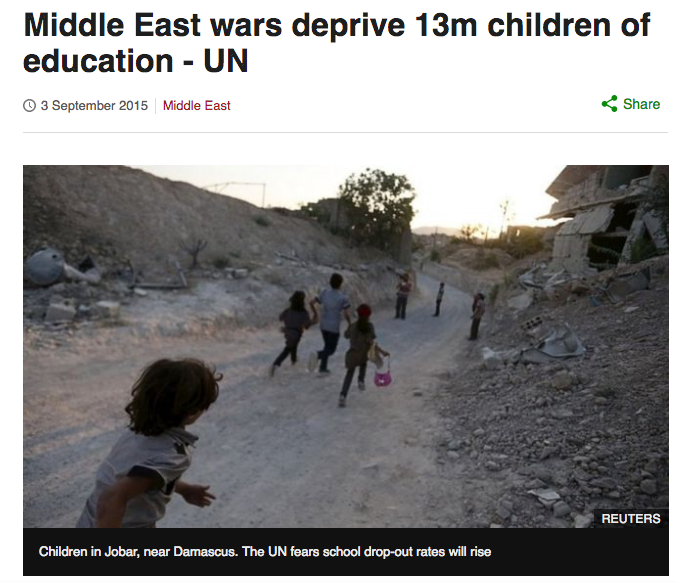 Middle East wars deprive 13m children of
education - UN
3 September 2015 Middle East
Share
REUTERS
Children in Jobar, near Damascus. The UN fears school drop-out rates will rise